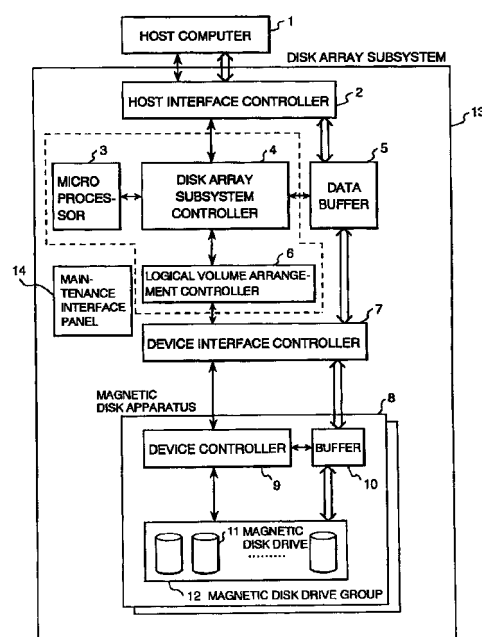 1
HOST COMPUTER
DISK ARRAY SUBSYSTEM
2
HOST INTERFACE CONTROLLER
13
3
4
5
MICRO
PROCES-
SOR
DISK ARRAY
SUBSYSTEM
CONTROLLER
DATA
BUFFER
6
14
MAIN-
TENANCE
INTERFACE
PANEL
LOGICAL VOLUME ARRANGE-
MENT CONTROLLER
7
DEVICE INTERFACE CONTROLLER
MAGNETIC
DISK APPARATUS
8
DEVICE CONTROLLER
BUFFER
9
10
11 MAGNETIC
DISK DRIVE
........
12 MAGNETIC DISK DRIVE GROUP